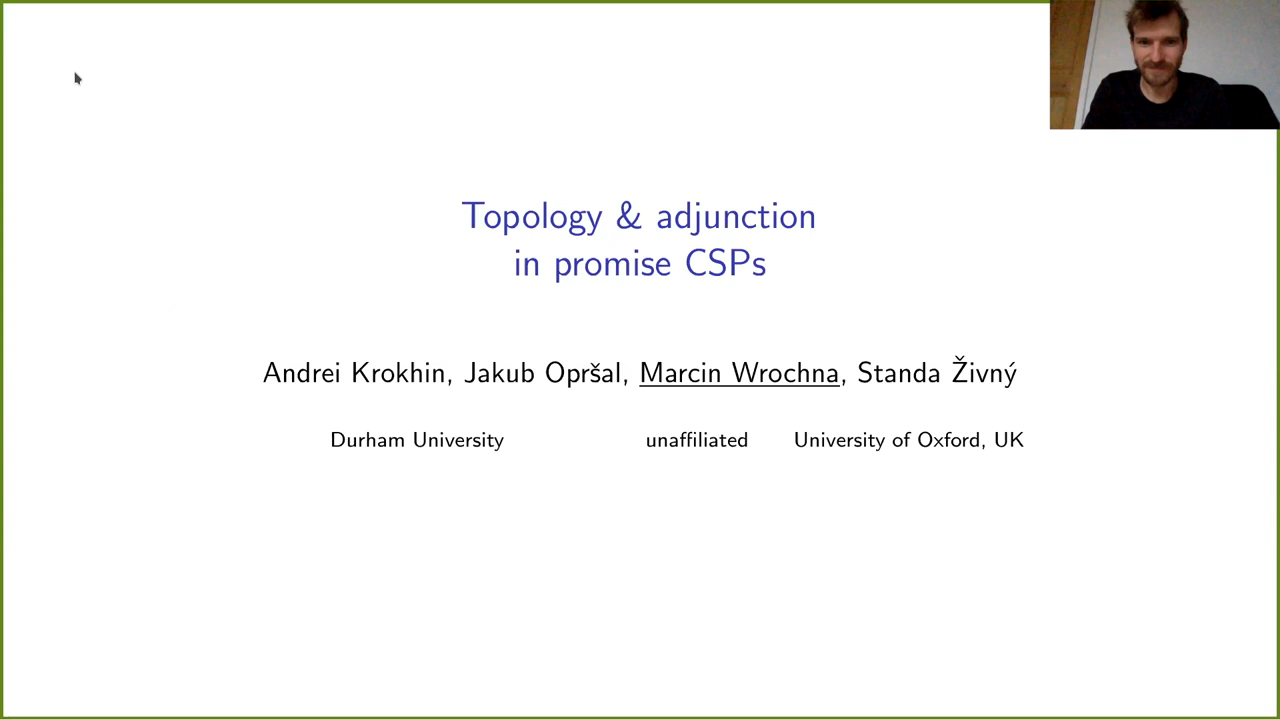 Topology & adjunction
in promise CSPs
Andrei Krokhin, Jakub Opršal, Marcin Wrochna, Standa Živný
Durham University unaffiliated University of Oxford, UK